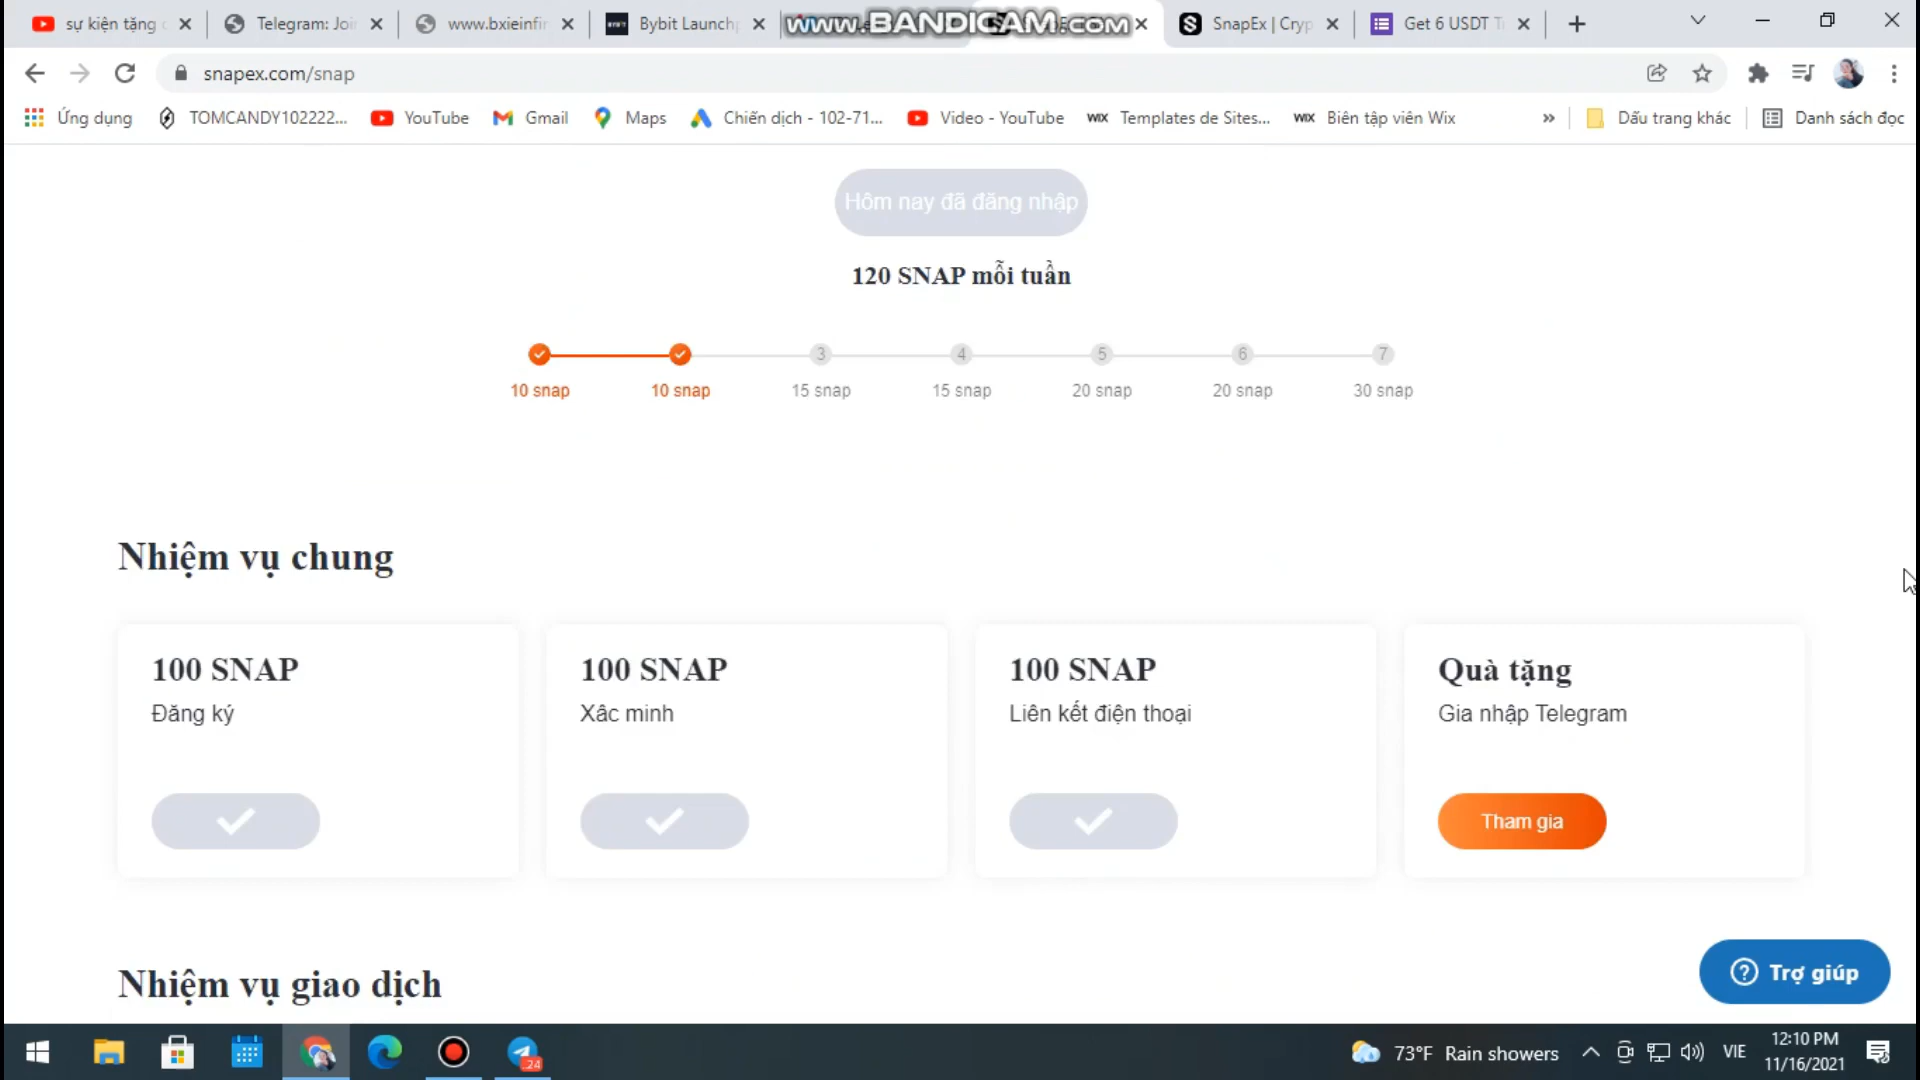 sự kiện tặng
Telegram: Joi
www.bxieinfi
Bybit Launchp
www.BANDICAM.com
SnapEx | Cryp
Get 6 USDT T
snapex.com/snap
Ứng dụng
TOMCANDY102222...
YouTube
Gmail
Maps
Chiến dịch - 102-71...
Video - YouTube
WIX Templates de Sites...
WIX Biên tập viên Wix
»
Dấu trang khác
Danh sách đọc
Hôm nay đã đăng nhập
120 SNAP mỗi tuần
3 4 5 6 7
10 snap 10 snap 15 snap 15 snap 20 snap 20 snap 30 snap
Nhiệm vụ chung
100 SNAP
Đăng ký
100 SNAP
Xâc minh
100 SNAP
Liên kết điện thoại
Quà tặng
Gia nhập Telegram
Tham gia
Nhiệm vụ giao dịch
Trợ giúp
24
73°F Rain showers
VIE
12:10 PM
11/16/2021